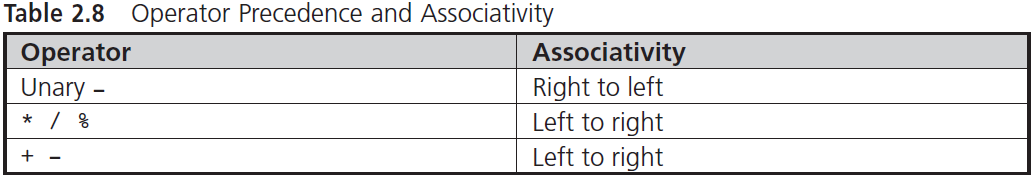 Table 2.8 Operator Precedence and Associativity
Operator Associativity
Unary – Right to left
* / % Left to right
+ – Left to right